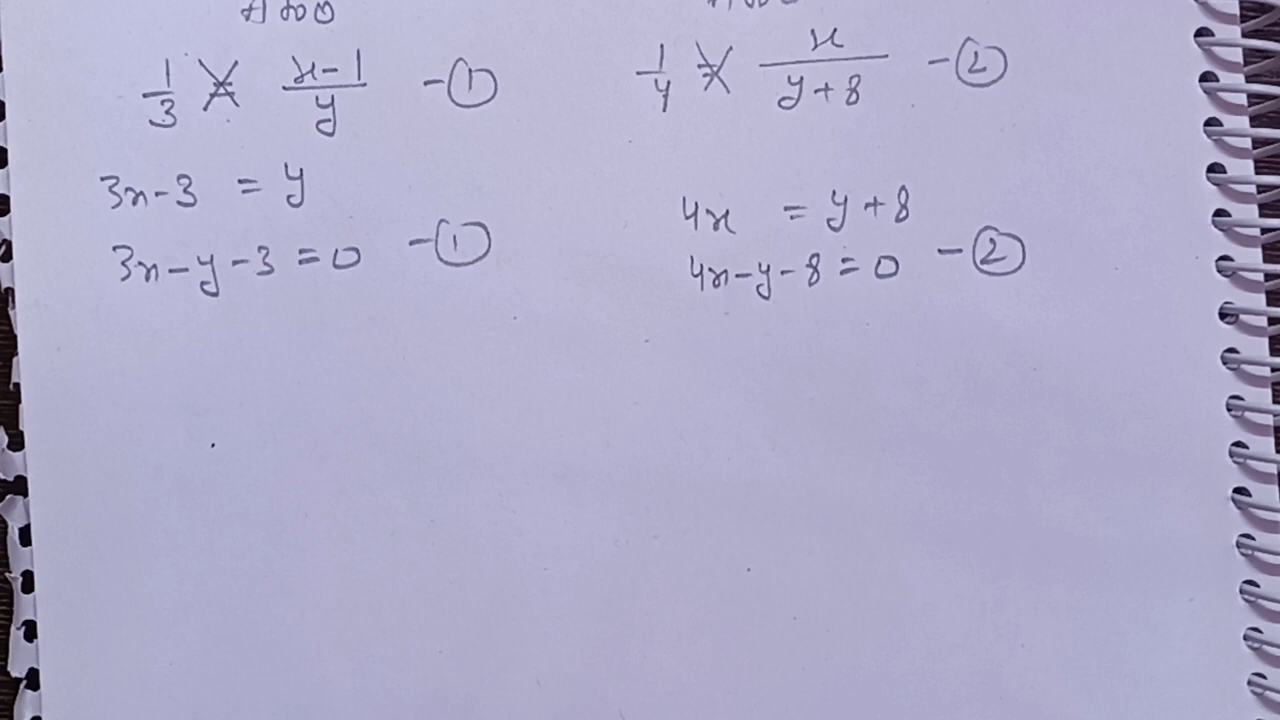 1/3 = x-1/y -①
3x-3 = y
3x-y-3=0 -①
1/4 = x/y+8 -②
4x = y+8
4x-y-8=0 -②